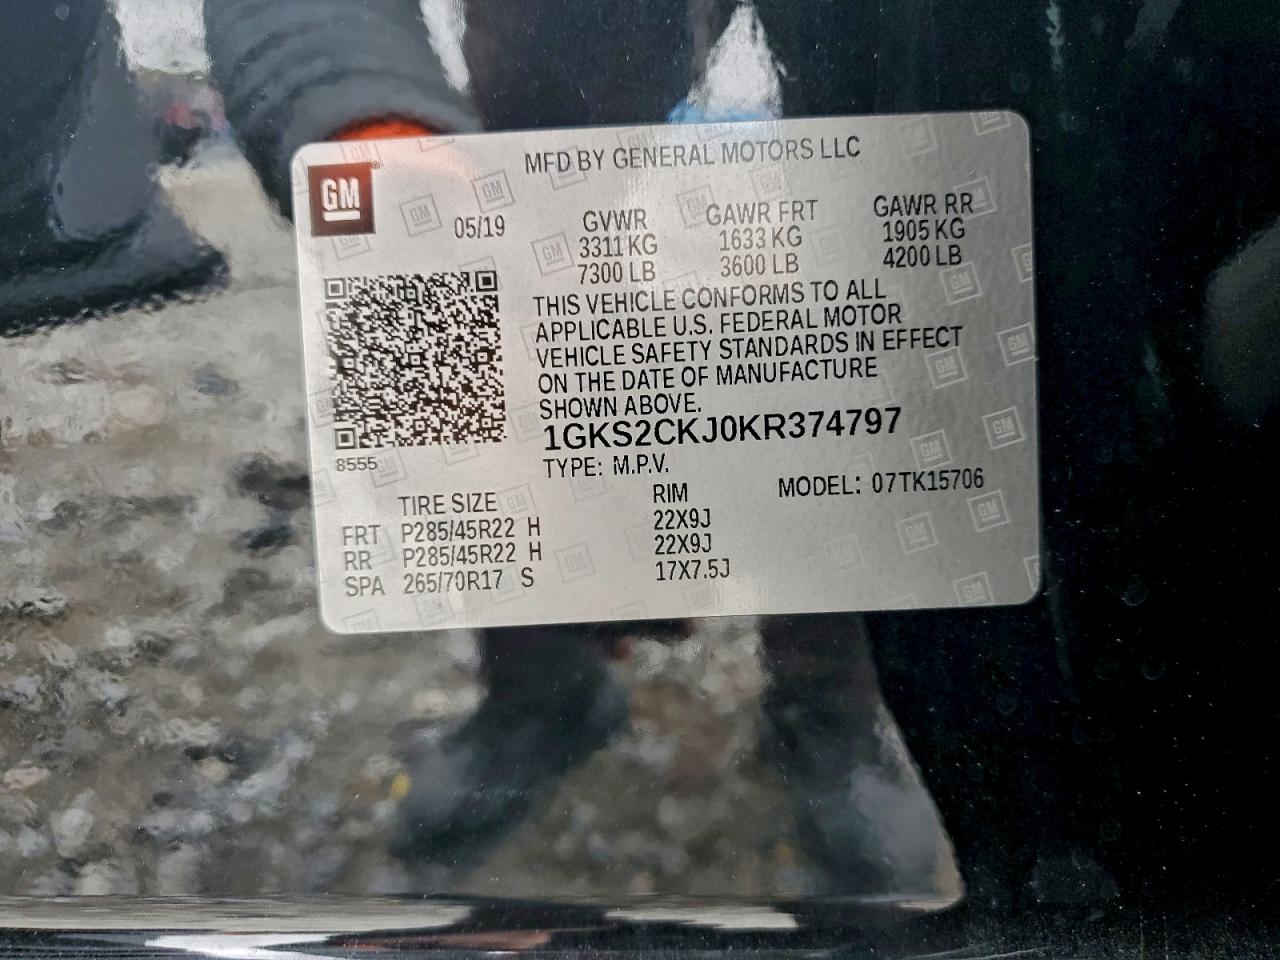 MFD BY GENERAL MOTORS LLC
GM
05/19
GVWR GAWR FRT GAWR RR
3311 KG 1633 KG 1905 KG
7300 LB 3600 LB 4200 LB
THIS VEHICLE CONFORMS TO ALL
APPLICABLE U.S. FEDERAL MOTOR
VEHICLE SAFETY STANDARDS IN EFFECT
ON THE DATE OF MANUFACTURE
SHOWN ABOVE.
1GKS2CKJ0KR374797
8555
TYPE: M.P.V.
MODEL: 07TK15706
TIRE SIZE RIM
FRT P285/45R22 H 22X9J
RR P285/45R22 H 22X9J
SPA 265/70R17 S 17X7.5J